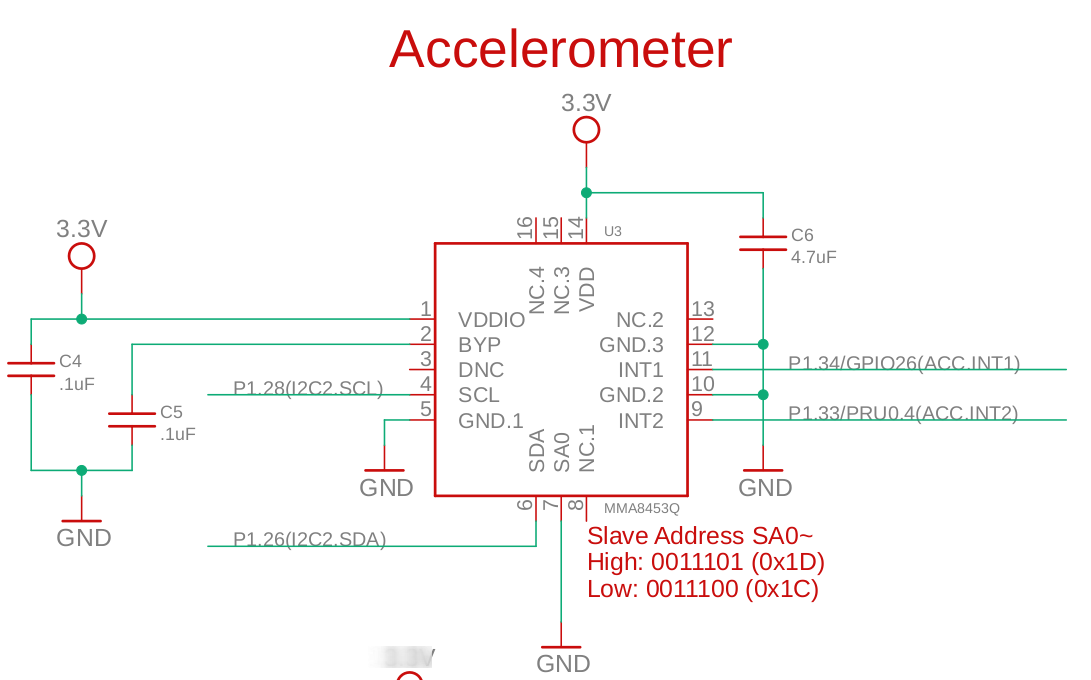 Accelerometer
3.3V
3.3V
16
15
14
U3
C6
4.7uF
NC.4
NC.3
VDD
1
VDDIO
NC.2
13
2
BYP
GND.3
12
3
DNC
INT1
11
P1.34/GPIO26(ACC.INT1)
C4
.1uF
P1.28(I2C2.SCL)
4
SCL
GND.2
10
5
GND.1
INT2
9
P1.33/PRU0.4(ACC.INT2)
C5
.1uF
SDA
SA0
NC.1
GND
GND
6
7
8
MMA8453Q
GND
P1.26(I2C2.SDA)
Slave Address SA0~
High: 0011101 (0x1D)
Low: 0011100 (0x1C)
GND